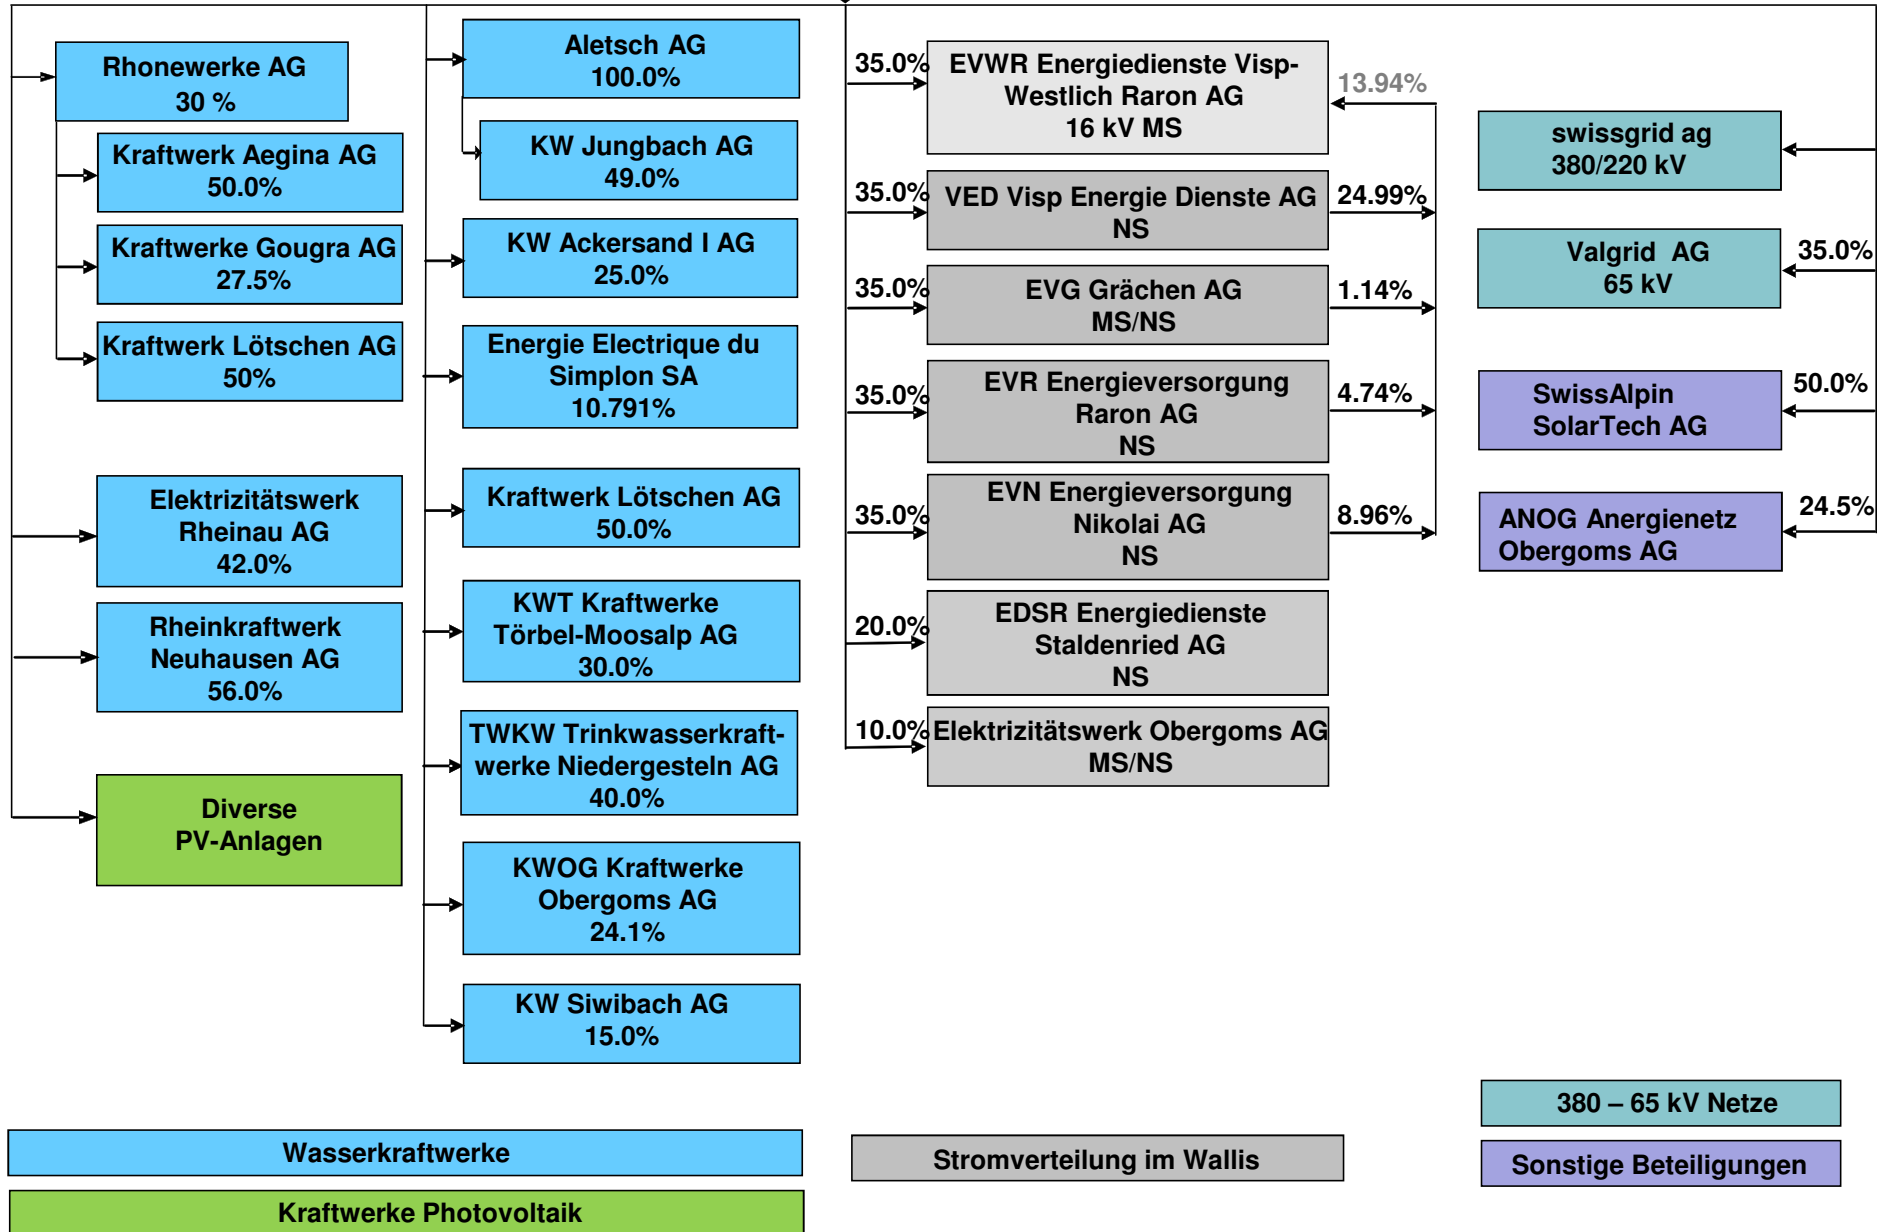 Rhonewerke AG
30 %
Kraftwerk Aegina AG
50.0%
Kraftwerke Gougra AG
27.5%
Kraftwerk Lötschen AG
50%
Elektrizitätswerk
Rheinau AG
42.0%
Rheinkraftwerk
Neuhausen AG
56.0%
Diverse
PV-Anlagen
Aletsch AG
100.0%
KW Jungbach AG
49.0%
KW Ackersand I AG
25.0%
Energie Electrique du
Simplon SA
10.791%
Kraftwerk Lötschen AG
50.0%
KWT Kraftwerke
Törbel-Moosalp AG
30.0%
TWKW Trinkwasserkraft-
werke Niedergesteln AG
40.0%
KWOG Kraftwerke
Obergoms AG
24.1%
KW Siwibach AG
15.0%
35.0%
EVWR Energiedienste Visp-
Westlich Raron AG
16 kV MS
13.94%
35.0%
VED Visp Energie Dienste AG
NS
24.99%
35.0%
EVG Grächen AG
MS/NS
1.14%
35.0%
EVR Energieversorgung
Raron AG
NS
4.74%
35.0%
EVN Energieversorgung
Nikolai AG
NS
8.96%
20.0%
EDSR Energiedienste
Staldenried AG
NS
10.0%
Elektrizitätswerk Obergoms AG
MS/NS
swissgrid ag
380/220 kV
Valgrid AG
65 kV
35.0%
SwissAlpin
SolarTech AG
50.0%
ANOG Anergienetz
Obergoms AG
24.5%
Wasserkraftwerke
Kraftwerke Photovoltaik
Stromverteilung im Wallis
380 – 65 kV Netze
Sonstige Beteiligungen